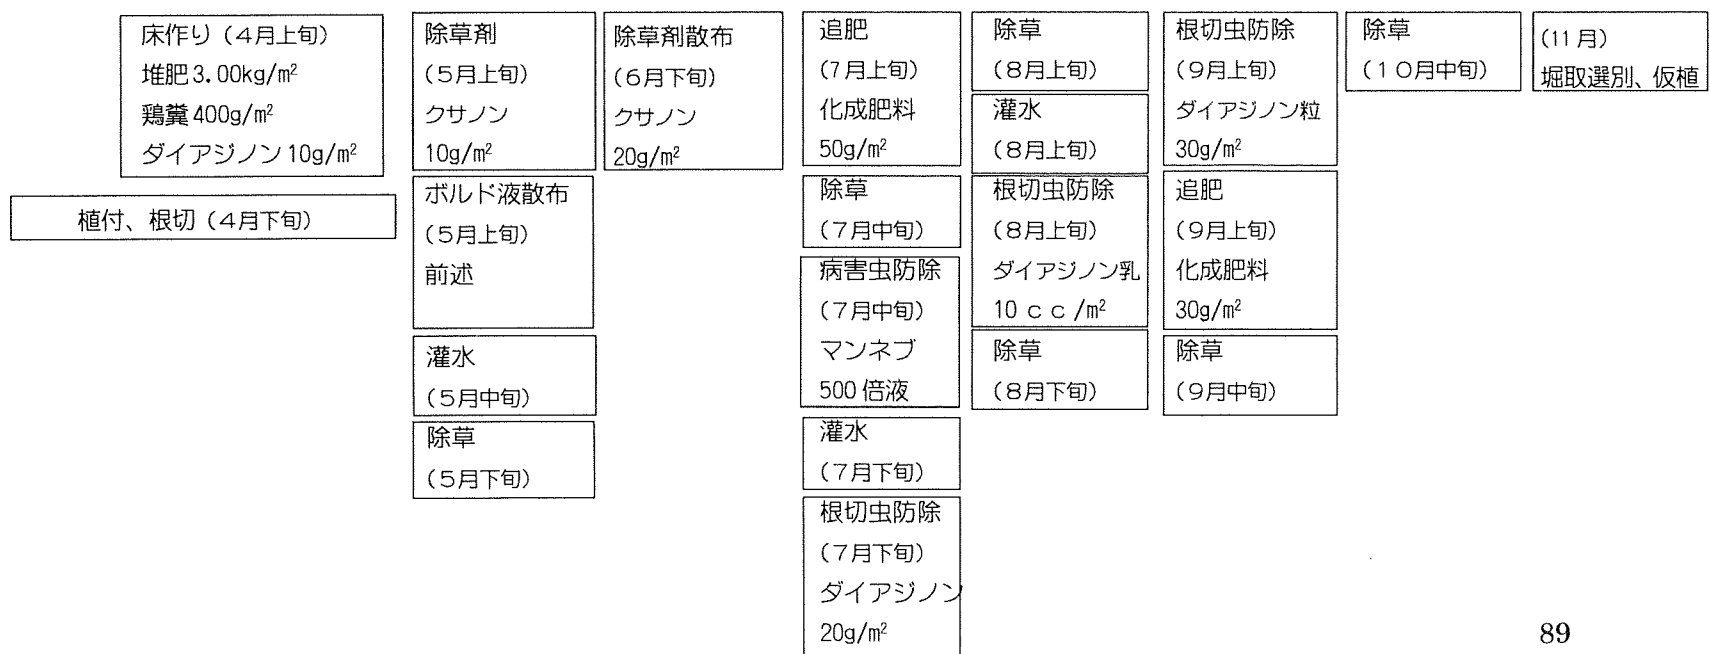 床作り（4月上旬）
堆肥3.00kg/m²
鶏糞400g/m²
ダイアジノン10g/m²
植付、根切（4月下旬）
除草剤
（5月上旬）
クサノン
10g/m²
ボルド液散布
（5月上旬）
前述
灌水
（5月中旬）
除草
（5月下旬）
除草剤散布
（6月下旬）
クサノン
20g/m²
追肥
（7月上旬）
化成肥料
50g/m²
除草
（7月中旬）
病害虫防除
（7月中旬）
マンネブ
500倍液
灌水
（7月下旬）
根切虫防除
（7月下旬）
ダイアジノン
20g/m²
除草
（8月上旬）
灌水
（8月上旬）
根切虫防除
（8月上旬）
ダイアジノン乳
10ｃｃ/m²
除草
（8月下旬）
根切虫防除
（9月上旬）
ダイアジノン粒
30g/m²
追肥
（9月上旬）
化成肥料
30g/m²
除草
（9月中旬）
除草
（10月中旬）
(11月)
堀取選別、仮植
89